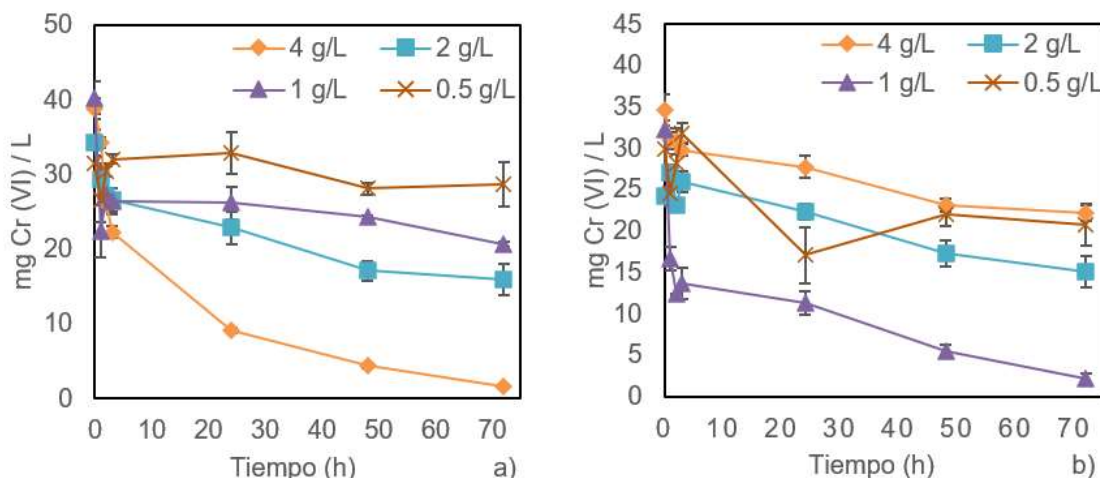 50
40
30
20
10
0
mg Cr (VI) / L
4 g/L
2 g/L
1 g/L
0.5 g/L
0 10 20 30 40 50 60 70
Tiempo (h)
a)
45
40
35
30
25
20
15
10
5
0
mg Cr (VI) / L
4 g/L
2 g/L
1 g/L
0.5 g/L
0 10 20 30 40 50 60 70
Tiempo (h)
b)